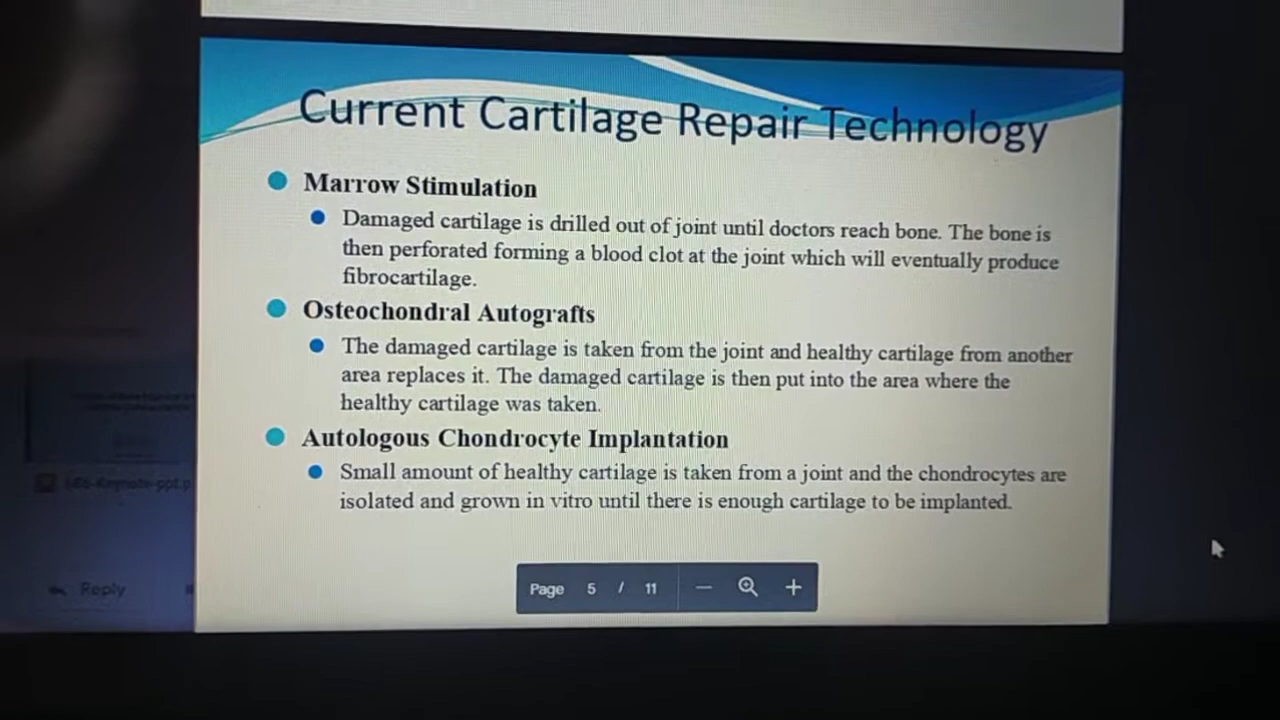 Current Cartilage Repair Technology
Marrow Stimulation
Damaged cartilage is drilled out of joint until doctors reach bone. The bone is
then perforated forming a blood clot at the joint which will eventually produce
fibrocartilage.
Osteochondral Autografts
The damaged cartilage is taken from the joint and healthy cartilage from another
area replaces it. The damaged cartilage is then put into the area where the
healthy cartilage was taken.
Autologous Chondrocyte Implantation
Small amount of healthy cartilage is taken from a joint and the chondrocytes are
isolated and grown in vitro until there is enough cartilage to be implanted.
Reply
Page 5 / 11